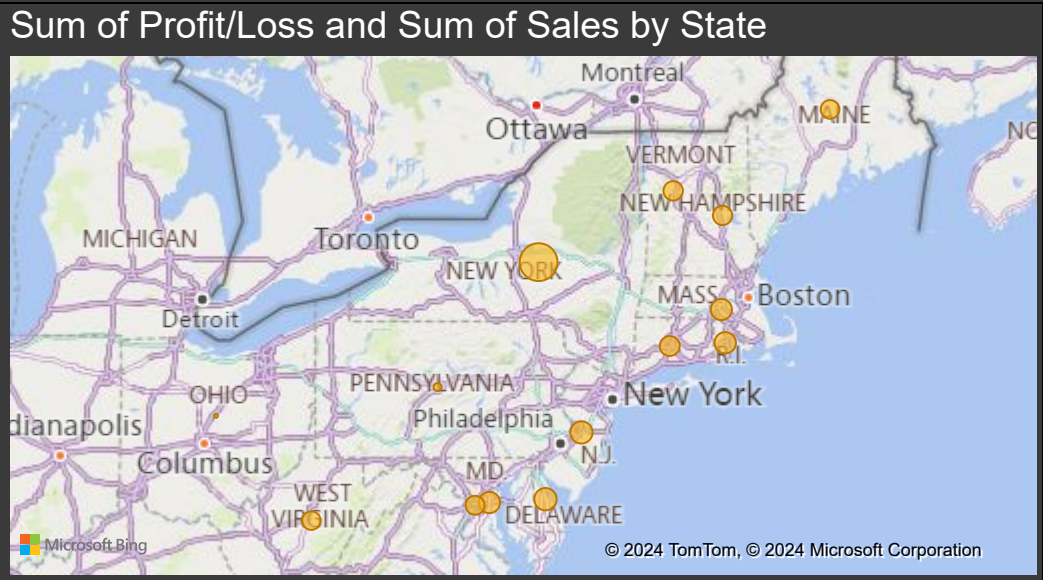 Sum of Profit/Loss and Sum of Sales by State
Montreal
MAINE
Ottawa
NO
VERMONT
NEW HAMPSHIRE
MICHIGAN
Toronto
NEW YORK
MASS.
Boston
Detroit
R.I.
PENNSYLVANIA
OHIO
New York
dianapolis
Philadelphia
N.J.
Columbus
MD.
WEST
VIRGINIA
DELAWARE
Microsoft Bing
© 2024 TomTom, © 2024 Microsoft Corporation